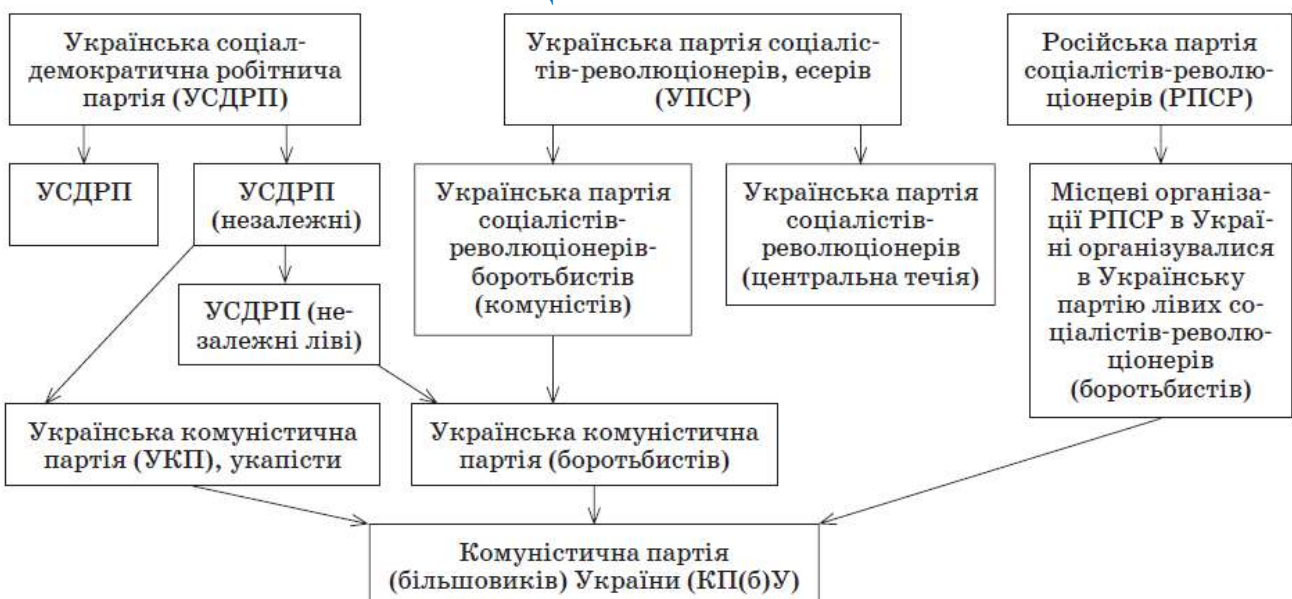 Українська соціал-
демократична робітнича
партія (УСДРП)
Українська партія соціаліс-
тів-революціонерів, есерів
(УПСР)
Російська партія
соціалістів-револю-
ціонерів (РПСР)
УСДРП
УСДРП
(незалежні)
Українська партія
соціалістів-
революціонерів-
боротьбистів
(комуністів)
Українська партія
соціалістів-
революціонерів
(центральна течія)
Місцеві організа-
ції РПСР в Украї-
ні організувалися
в Українську
партію лівих со-
ціалістів-револю-
ціонерів
(боротьбистів)
УСДРП (не-
залежні ліві)
Українська комуністична
партія (УКП), укапісти
Українська комуністична
партія (боротьбистів)
Комуністична партія
(більшовиків) України (КП(б)У)